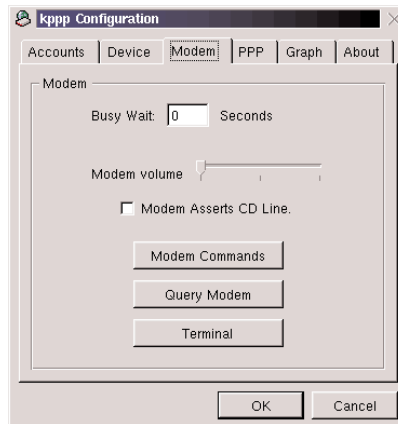 kppp Configuration
Accounts Device Modem PPP Graph About
Modem
Busy Wait: 0 Seconds
Modem volume
Modem Asserts CD Line.
Modem Commands
Query Modem
Terminal
OK Cancel